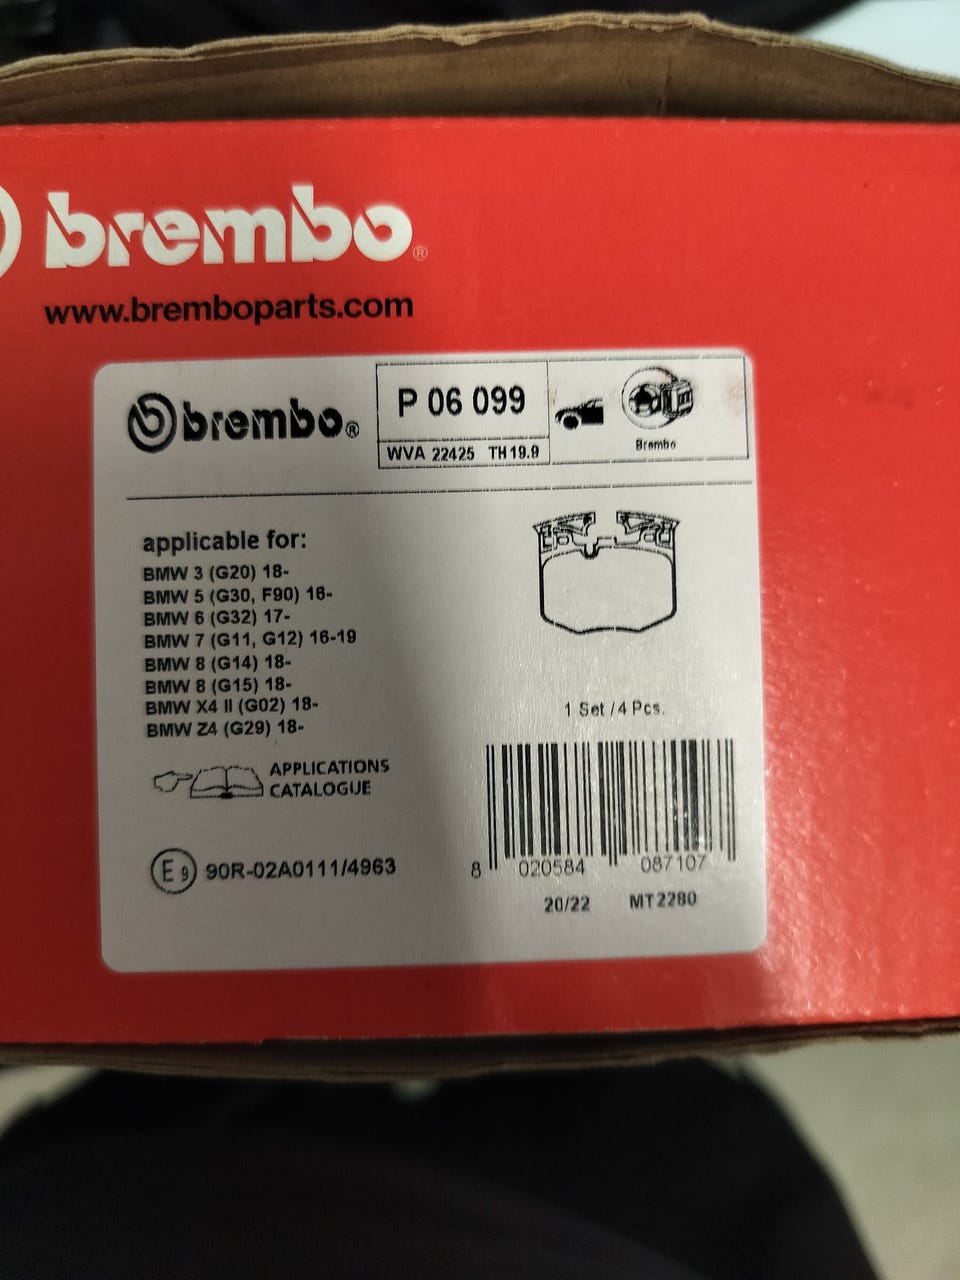 brembo®
www.bremboparts.com
brembo®
P 06 099
WVA 22425 TH 19.9
Brembo
applicable for:
BMW 3 (G20) 18-
BMW 5 (G30, F90) 16-
BMW 6 (G32) 17-
BMW 7 (G11, G12) 16-19
BMW 8 (G14) 18-
BMW 8 (G15) 18-
BMW X4 II (G02) 18-
BMW Z4 (G29) 18-
1 Set / 4 Pcs.
APPLICATIONS
CATALOGUE
E9 90R-02A0111/4963
8 020584 087107
20/22 MT2280